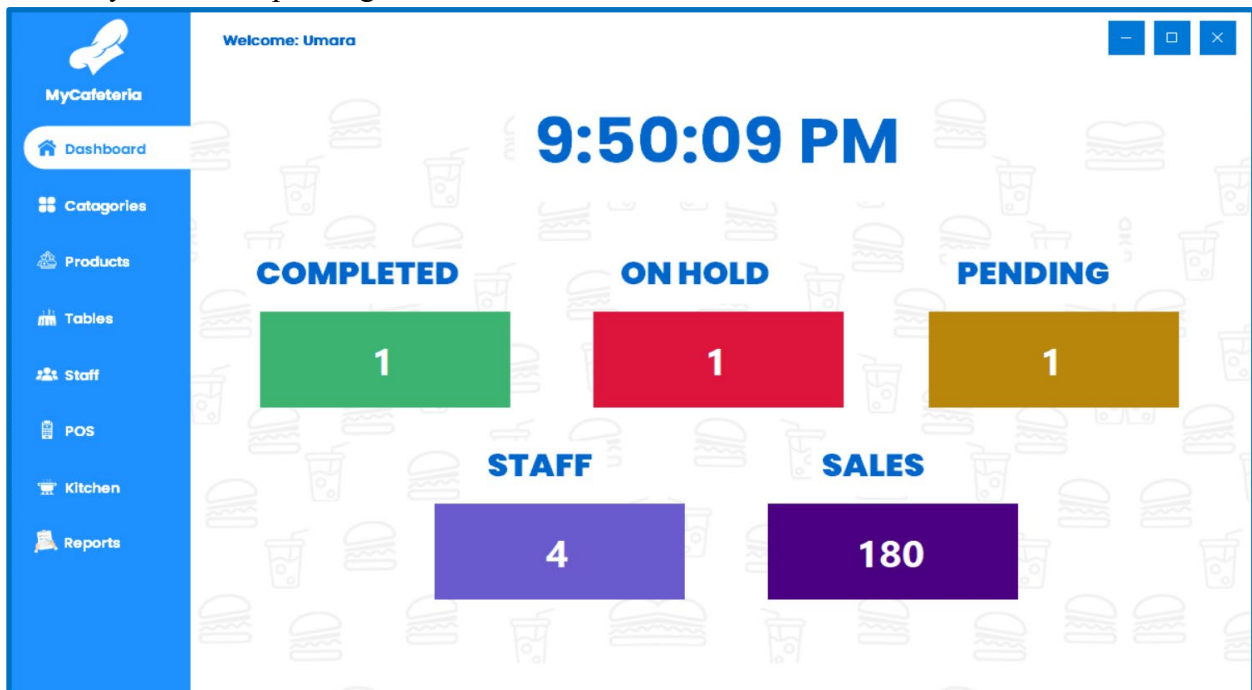 Welcome: Umara
MyCafeteria
9:50:09 PM
Dashboard
Catagories
Products
Tables
Staff
POS
Kitchen
Reports
COMPLETED
ON HOLD
PENDING
1
1
1
STAFF
SALES
4
180